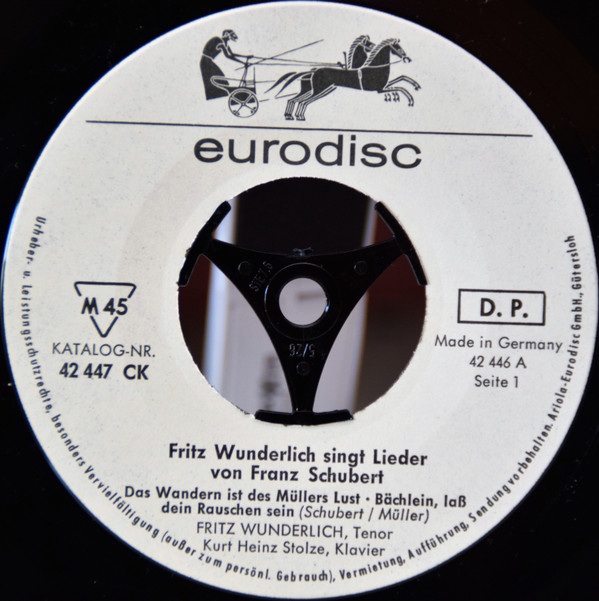 eurodisc
M 45
KATALOG-NR.
42 447 CK
D. P.
Made in Germany
42 446 A
Seite 1
Fritz Wunderlich singt Lieder
von Franz Schubert
Das Wandern ist des Müllers Lust · Bächlein, laß
dein Rauschen sein (Schubert / Müller)
FRITZ WUNDERLICH, Tenor
Kurt Heinz Stolze, Klavier
Urheber- u. Leistungsschutzrechte, besonders Vervielfältigung (außer zum persönl. Gebrauch), Vermietung, Aufführung, Sendung vorbehalten. Ariola-Eurodisc GmbH., Gütersloh